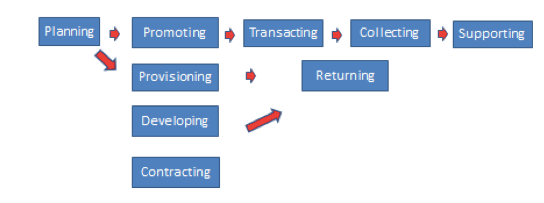 Planning
Promoting
Transacting
Collecting
Supporting
Provisioning
Returning
Developing
Contracting